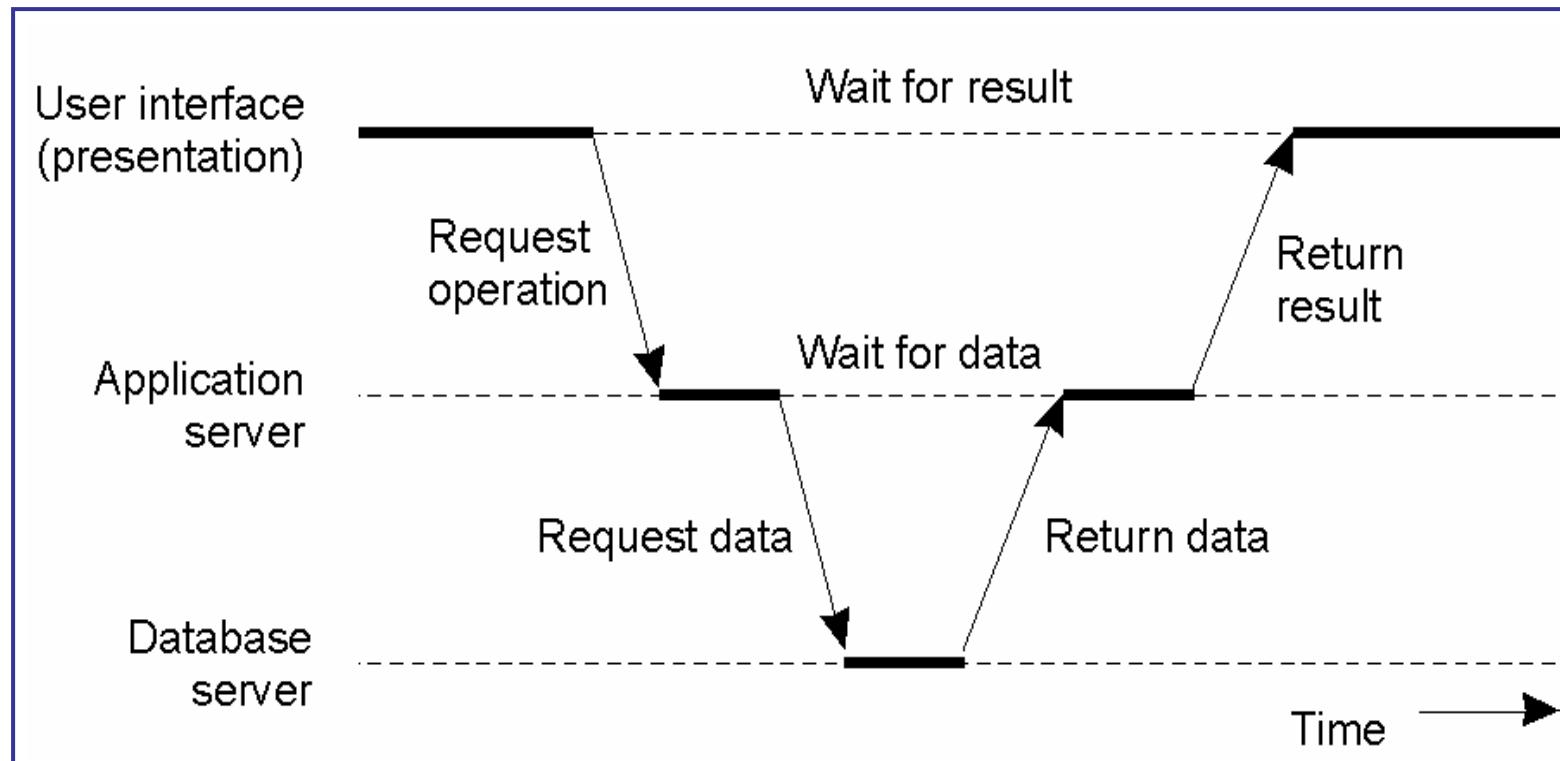 Wait for result
User interface
(presentation)
Request
operation
Return
result
Wait for data
Application
server
Request data
Return data
Database
server
Time